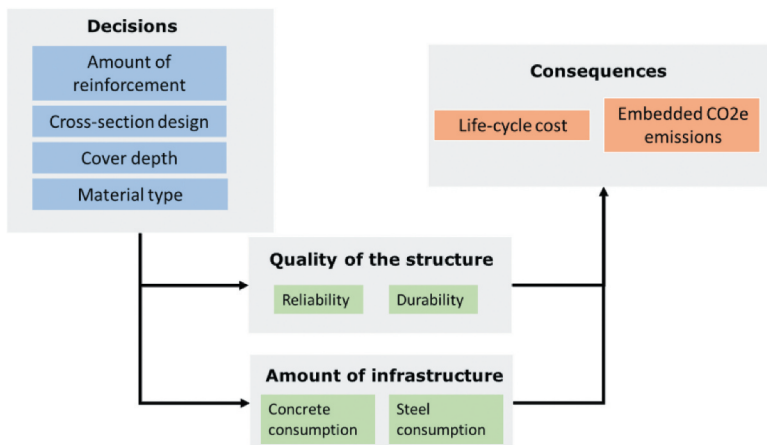 Decisions
Amount of
reinforcement
Cross-section design
Cover depth
Material type
Consequences
Life-cycle cost
Embedded CO2e
emissions
Quality of the structure
Reliability
Durability
Amount of infrastructure
Concrete
consumption
Steel
consumption